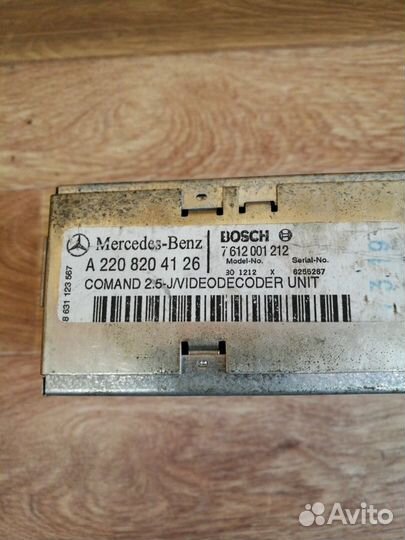 Mercedes-Benz
A 220 820 41 26
BOSCH
7 612 001 212
Model-No. Serial-No.
30 1212 X 6255267
COMAND 2.5-J/VIDEODECODER UNIT
8 631 123 567
Avito